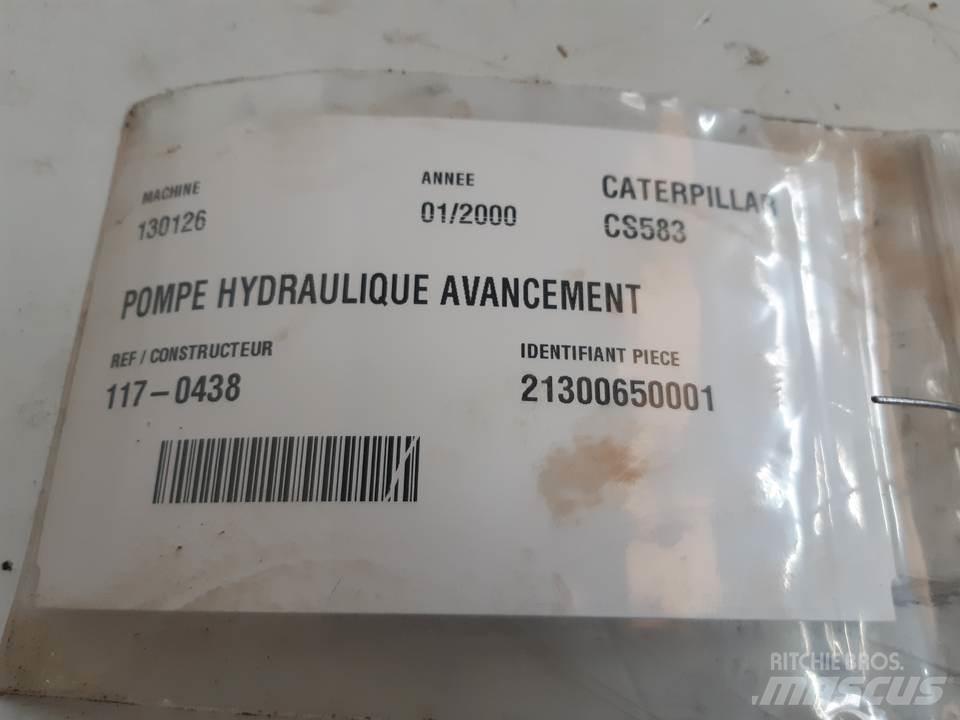 MACHINE
130126
ANNEE
01/2000
CATERPILLAR
CS583
POMPE HYDRAULIQUE AVANCEMENT
REF / CONSTRUCTEUR
117-0438
IDENTIFIANT PIECE
21300650001
RITCHIE BROS.
mascus